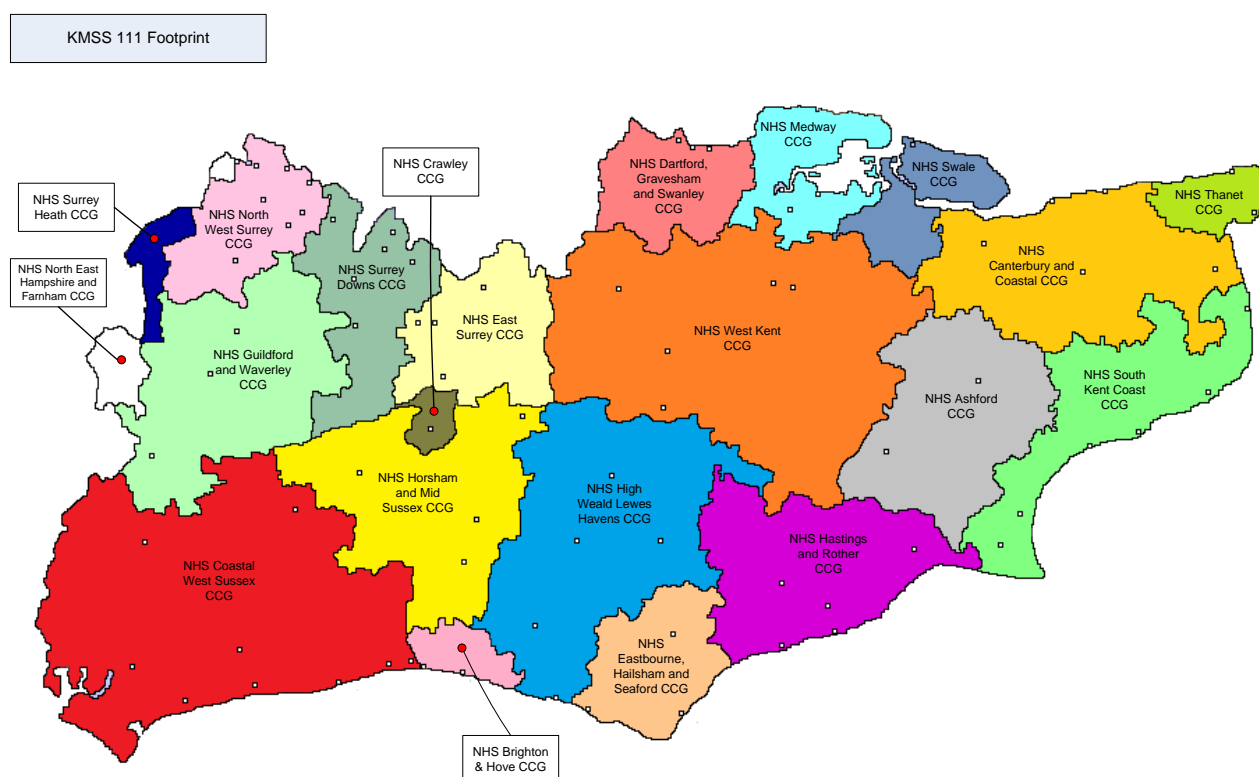 KMSS 111 Footprint
NHS Medway
CCG
NHS Crawley
CCG
NHS Dartford,
Gravesham
and Swanley
CCG
NHS Swale
CCG
NHS Thanet
CCG
NHS Surrey
Heath CCG
NHS North
West Surrey
CCG
NHS
Canterbury and
Coastal CCG
NHS North East
Hampshire and
Farnham CCG
NHS Surrey
Downs CCG
NHS East
Surrey CCG
NHS West Kent
CCG
NHS Guildford
and Waverley
CCG
NHS South
Kent Coast
CCG
NHS Ashford
CCG
NHS Horsham
and Mid
Sussex CCG
NHS High
Weald Lewes
Havens CCG
NHS Hastings
and Rother
CCG
NHS Coastal
West Sussex
CCG
NHS
Eastbourne,
Hailsham and
Seaford CCG
NHS Brighton
& Hove CCG